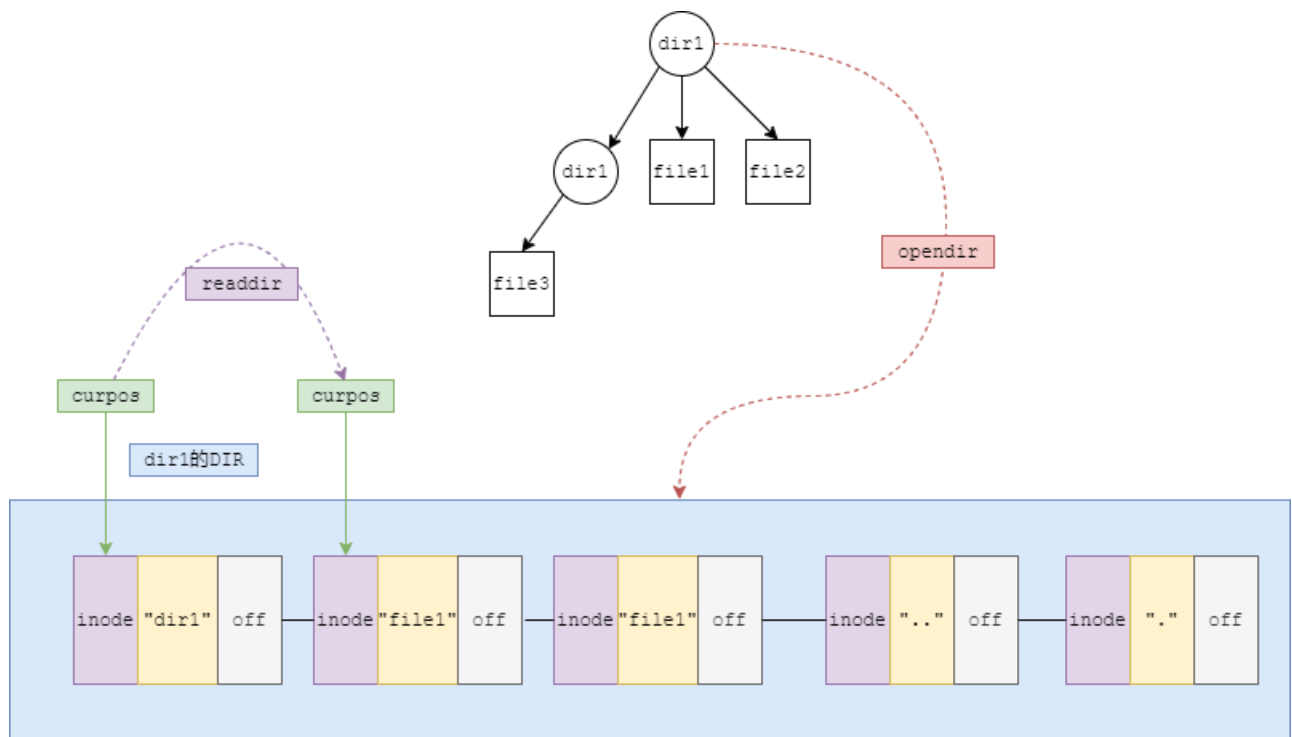 dir1
dir1
file1
file2
opendir
readdir
file3
curpos
curpos
dir1的DIR
inode "dir1" off
inode "file1" off
inode "file1" off
inode ".." off
inode "." off